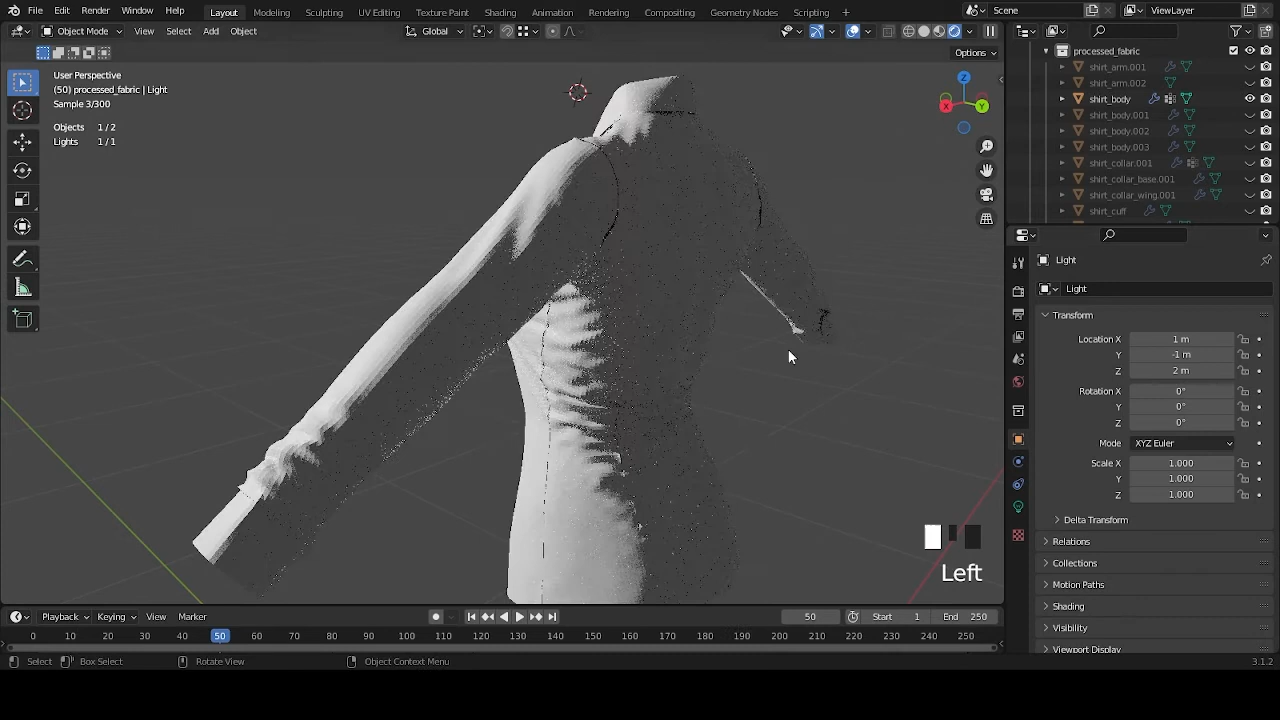 File Edit Render Window Help Layout Modeling Sculpting UV Editing Texture Paint Shading Animation Rendering Compositing Geometry Nodes Scripting + Scene ViewLayer
Object Mode View Select Add Object Global
Options
User Perspective
(50) processed_fabric | Light
Sample 3/300
Objects 1/2
Lights 1/1
Z
X
Y
processed_fabric
shirt_arm.001
shirt_arm.002
shirt_body
shirt_body.001
shirt_body.002
shirt_body.003
shirt_collar.001
shirt_collar_base.001
shirt_collar_wing.001
shirt_cuff
Light
Light
Transform
Location X 1 m
Y -1 m
Z 2 m
Rotation X 0°
Y 0°
Z 0°
Mode XYZ Euler
Scale X 1.000
Y 1.000
Z 1.000
Delta Transform
Relations
Collections
Motion Paths
Shading
Visibility
Viewport Display
Left
Playback Keying View Marker 50 Start 1 End 250
0 10 20 30 40 50 60 70 80 90 100 110 120 130 140 150 160 170 180 190 200 210 220 230 240 250
Select Box Select Rotate View Object Context Menu 3.1.2